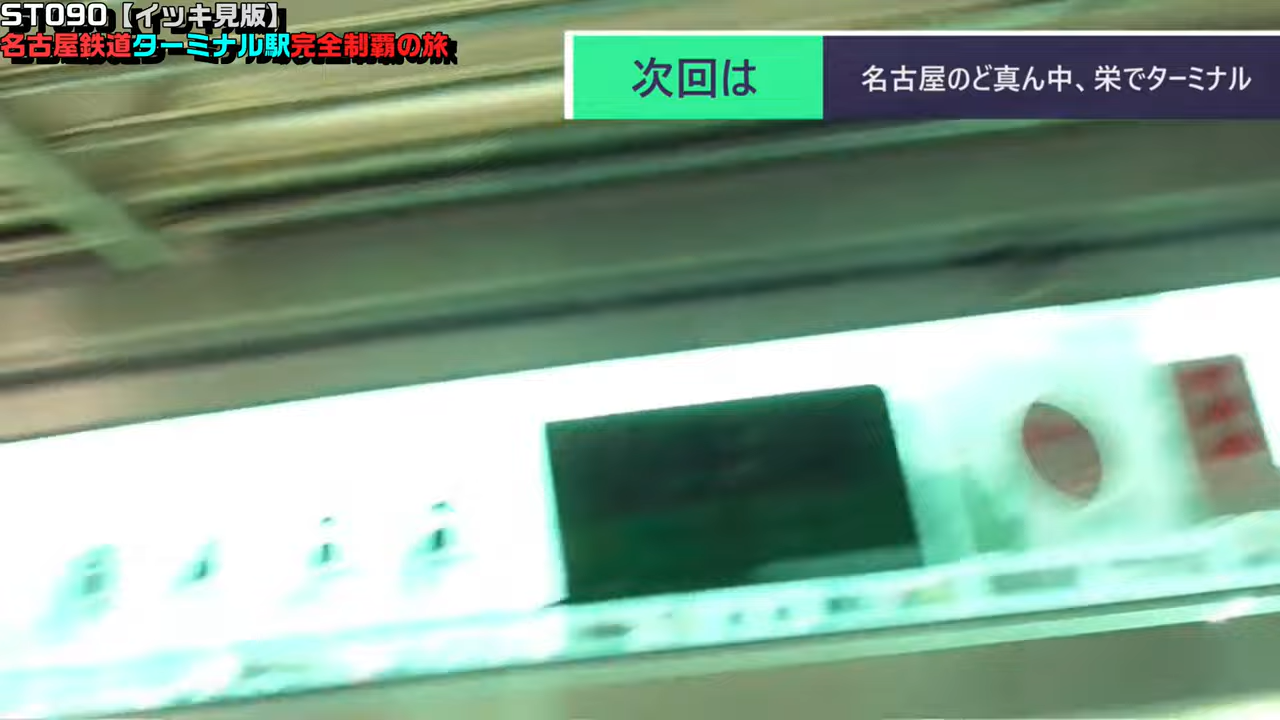 ST090【イッキ見版】
名古屋鉄道ターミナル駅完全制覇の旅
次回は
名古屋のど真ん中、栄でターミナル